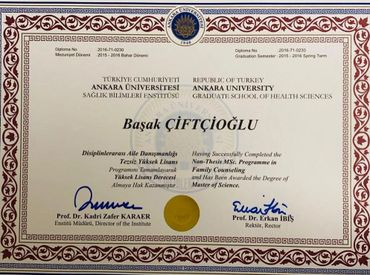 ANKARA ÜNİVERSİTESİ
1946
Diploma No : 2016-71-0230
Mezuniyet Dönemi : 2015 - 2016 Bahar Dönemi
Diploma No. : 2016-71-0230
Graduation Semester : 2015 - 2016 Spring Term
TÜRKİYE CUMHURİYETİ
ANKARA ÜNİVERSİTESİ
SAĞLIK BİLİMLERİ ENSTİTÜSÜ
REPUBLIC OF TURKEY
ANKARA UNIVERSITY
GRADUATE SCHOOL OF HEALTH SCIENCES
Başak ÇİFTÇİOĞLU
Disiplinlerarası Aile Danışmanlığı
Tezsiz Yüksek Lisans
Programını Tamamlayarak
Yüksek Lisans Derecesi
Almaya Hak Kazanmıştır
Having Successfully Completed the
Non-Thesis MSc. Programme in
Family Counseling
and Has Been Awarded the Degree of
Master of Science.
Prof. Dr. Kadri Zafer KARAER
Enstitü Müdürü, Director of the Institute
Prof. Dr. Erkan İBİŞ
Rektör, Rector